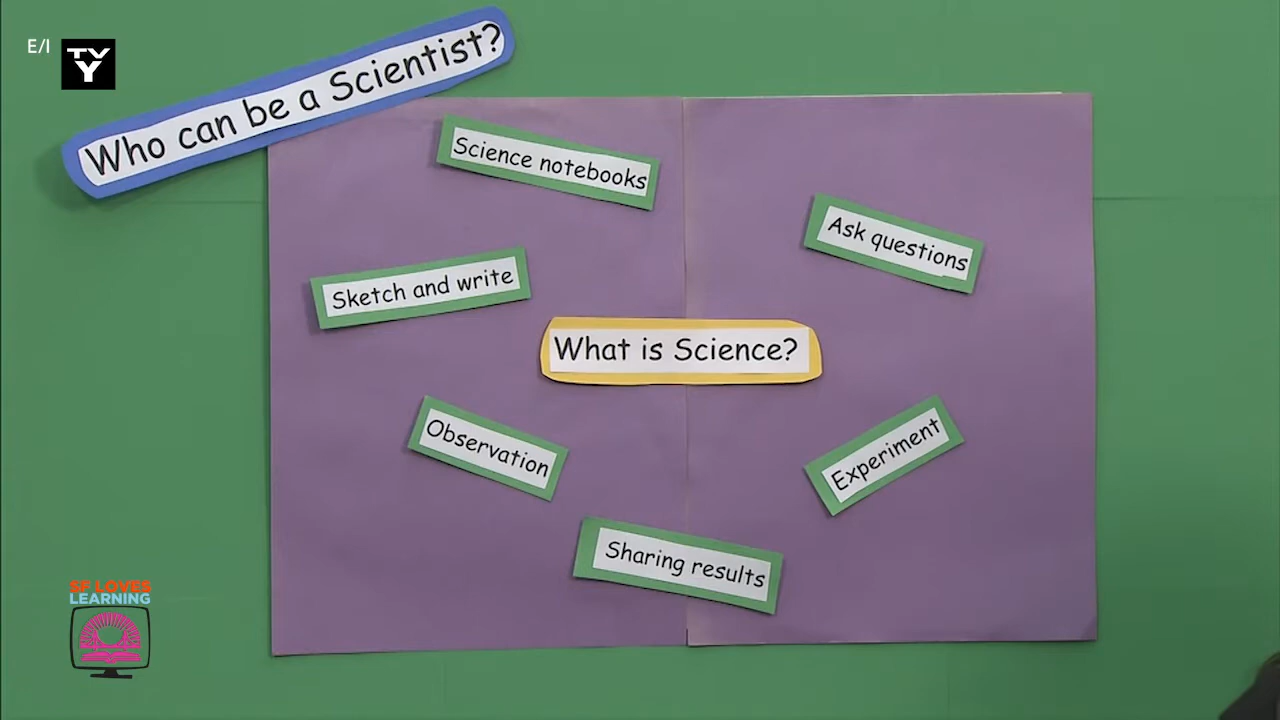 E/I
TV
Y
Who can be a Scientist?
Science notebooks
Ask questions
Sketch and write
What is Science?
Observation
Experiment
Sharing results
SF LOVES
LEARNING